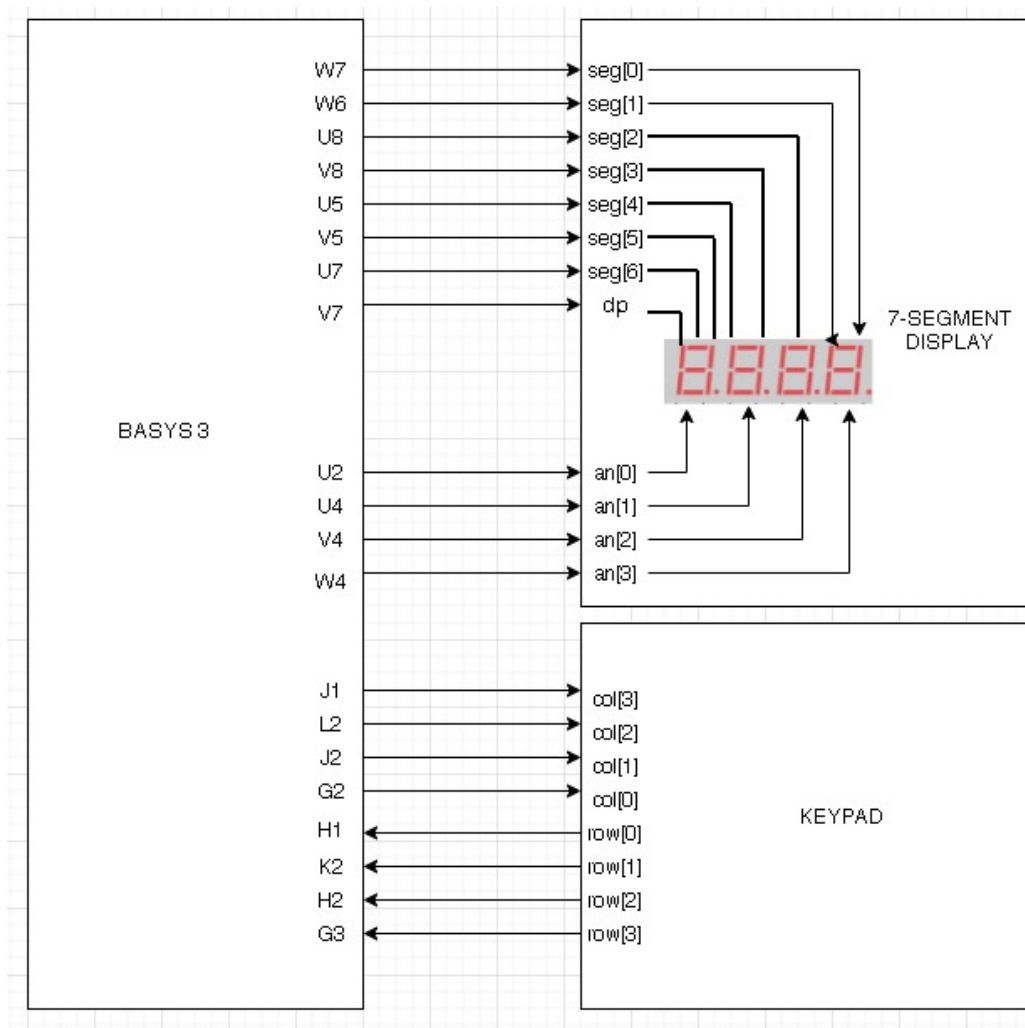 W7 seg[0]
W6 seg[1]
U8 seg[2]
V8 seg[3]
U5 seg[4]
V5 seg[5]
U7 seg[6]
V7 dp
7-SEGMENT
DISPLAY
BASYS 3
U2 an[0]
U4 an[1]
V4 an[2]
W4 an[3]
J1 col[3]
L2 col[2]
J2 col[1]
G2 col[0]
H1 row[0]
K2 row[1]
H2 row[2]
G3 row[3]
KEYPAD